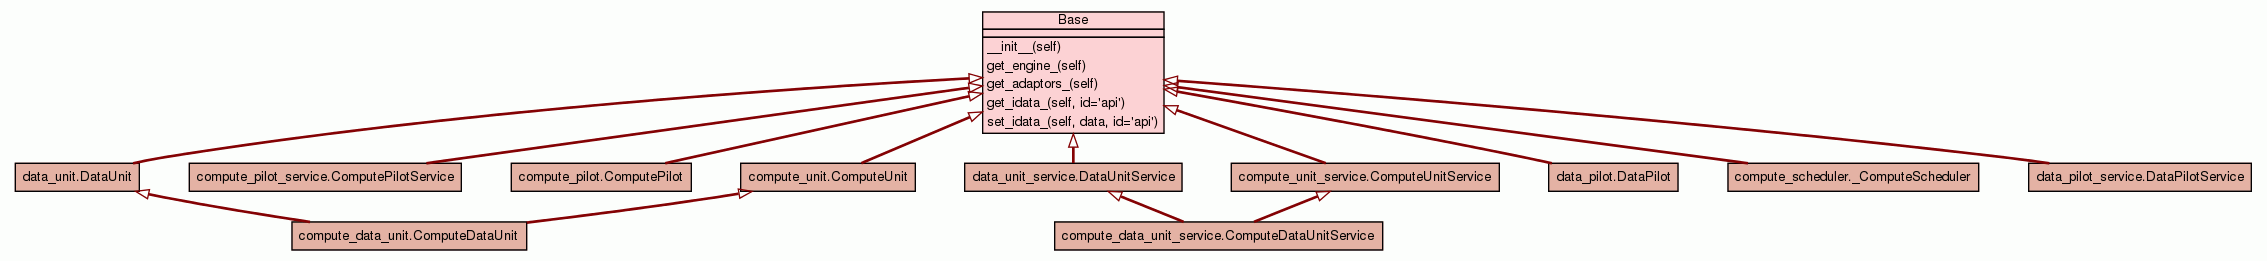 Base
__init__(self)
get_engine_(self)
get_adaptors_(self)
get_idata_(self, id='api')
set_idata_(self, data, id='api')
data_unit.DataUnit
compute_pilot_service.ComputePilotService
compute_pilot.ComputePilot
compute_unit.ComputeUnit
data_unit_service.DataUnitService
compute_unit_service.ComputeUnitService
data_pilot.DataPilot
compute_scheduler._ComputeScheduler
data_pilot_service.DataPilotService
compute_data_unit.ComputeDataUnit
compute_data_unit_service.ComputeDataUnitService